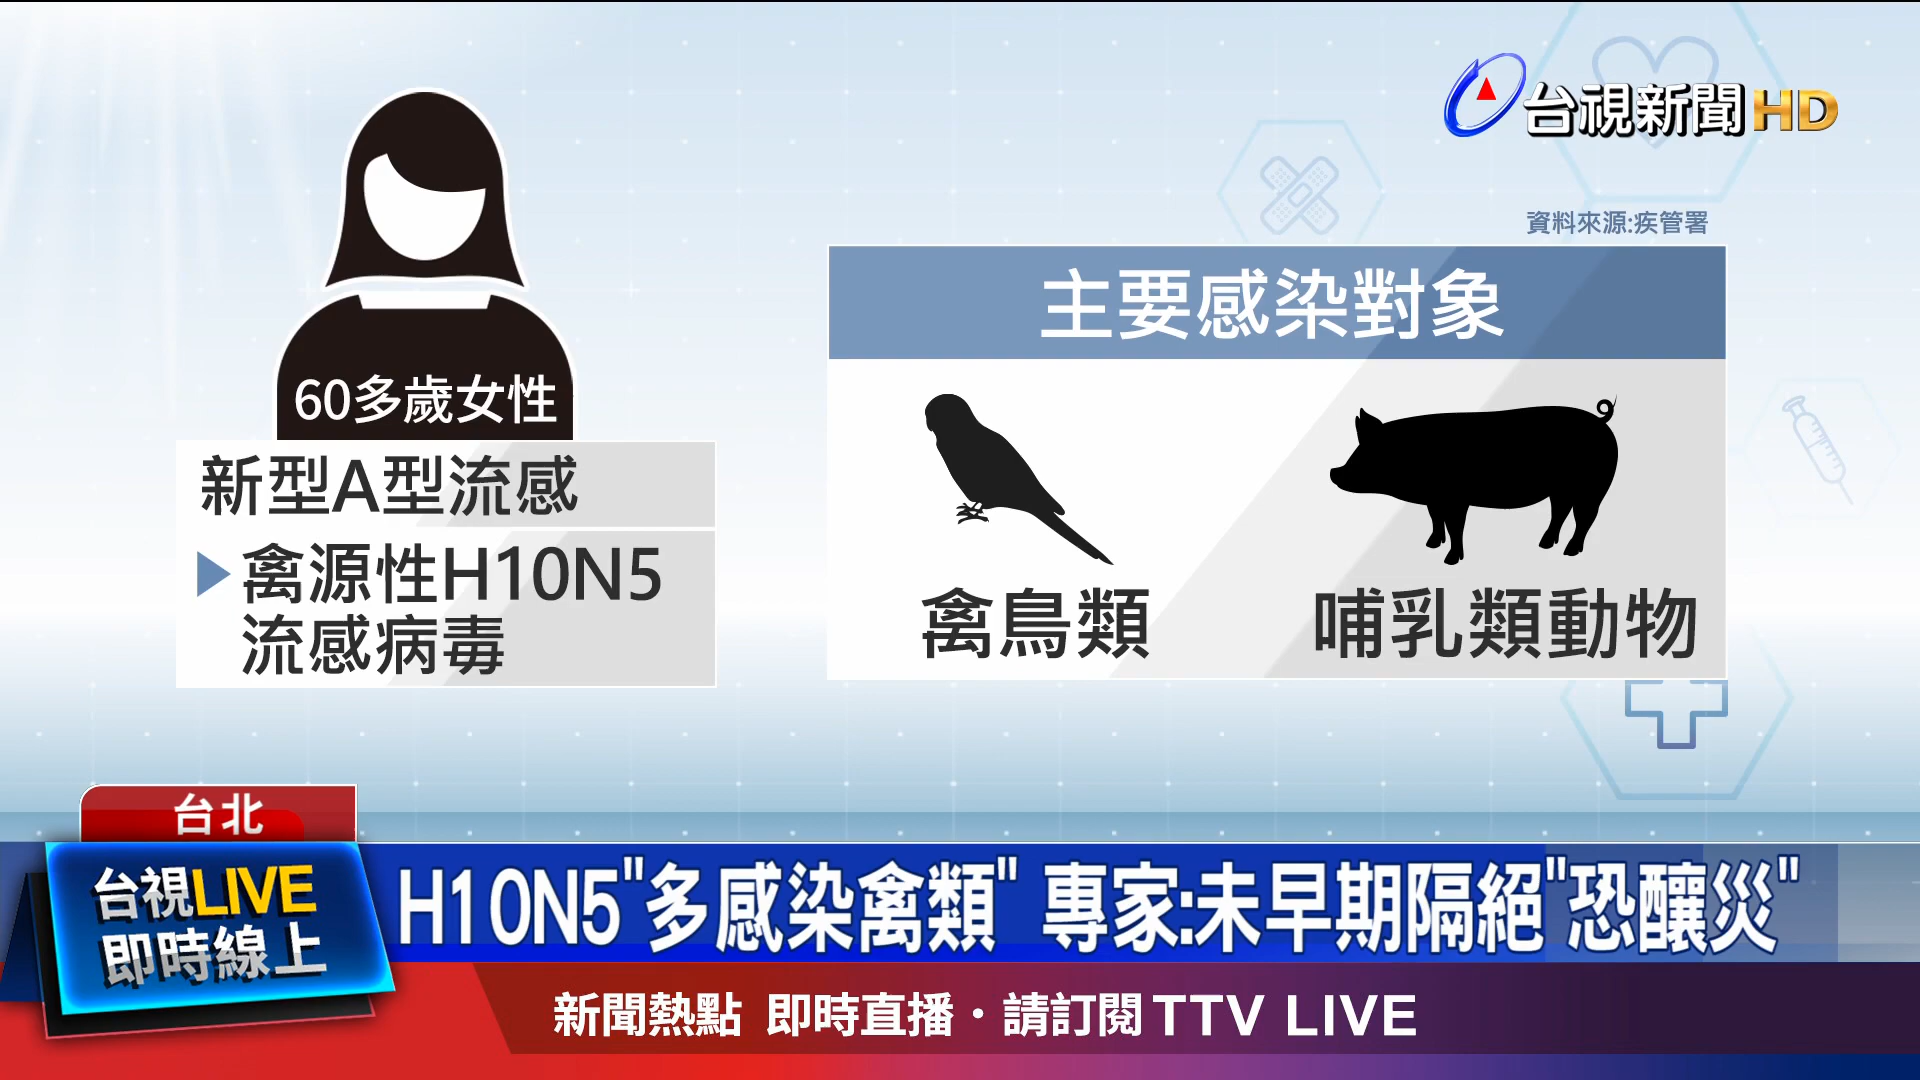 台視新聞HD
資料來源:疾管署
主要感染對象
60多歲女性
新型A型流感
禽源性H10N5
流感病毒
禽鳥類
哺乳類動物
台北
台視LIVE
即時線上
H10N5"多感染禽類" 專家:未早期隔絕"恐釀災"
新聞熱點 即時直播・請訂閱TTV LIVE